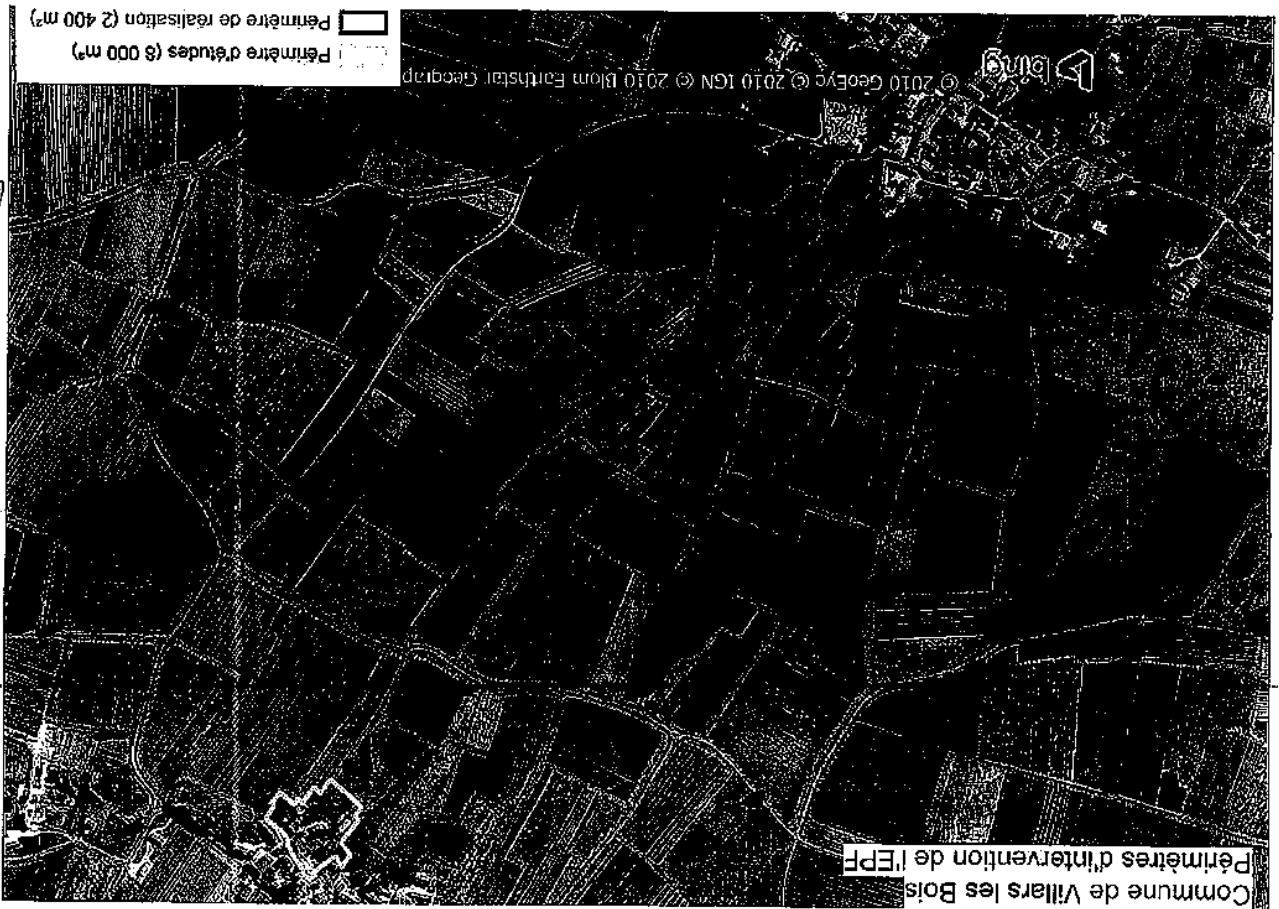 Commune de Villars les Bois
Périmètres d'intervention de l'EPF
bing
© 2010 GeoEye © 2010 IGN © 2010 Blom Earthstar Geograp
Périmètre d'études (8 000 m²)
Périmètre de réalisation (2 400 m²)